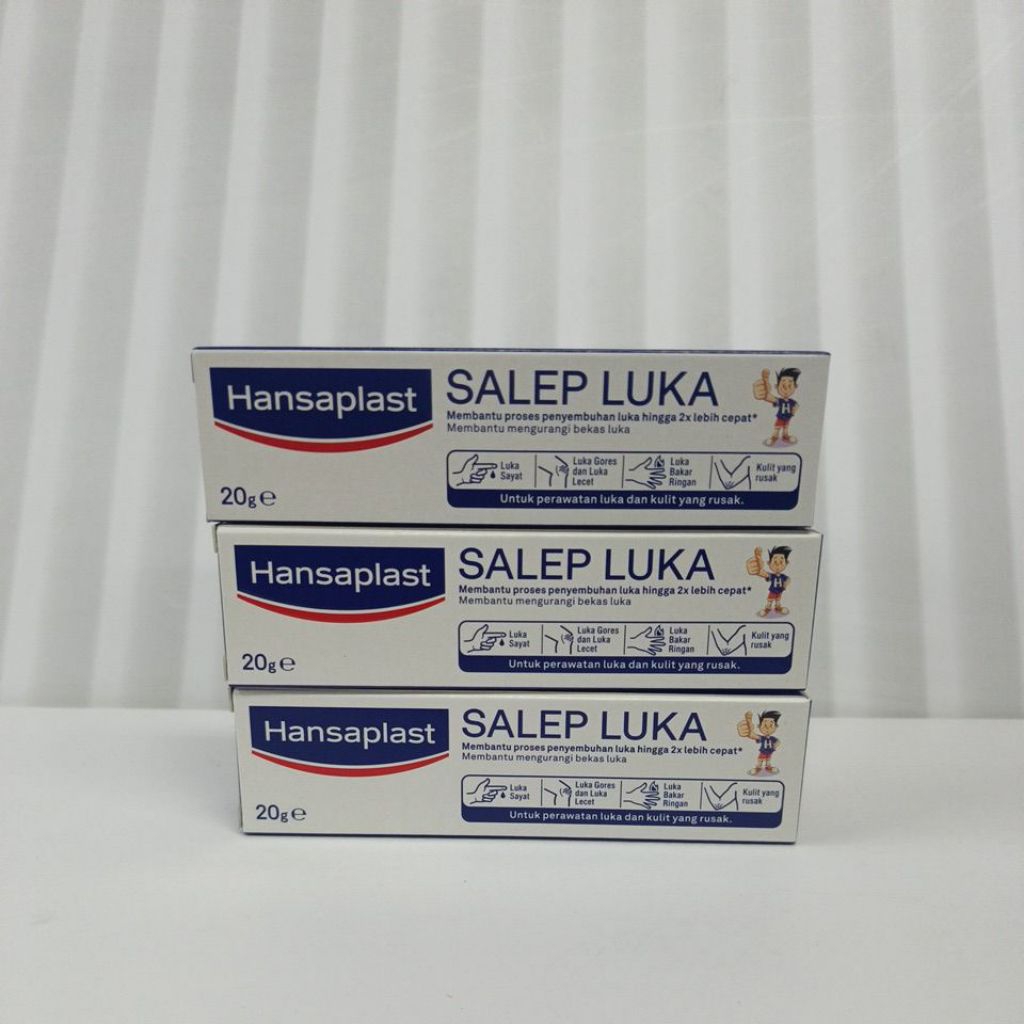 Hansaplast
SALEP LUKA
Membantu proses penyembuhan luka hingga 2x lebih cepat*
Membantu mengurangi bekas luka
Luka
Sayat
Luka Gores
dan Luka
Lecet
Luka
Bakar
Ringan
Kulit yang
rusak
Untuk perawatan luka dan kulit yang rusak.
20g℮
H
Hansaplast
SALEP LUKA
Membantu proses penyembuhan luka hingga 2x lebih cepat*
Membantu mengurangi bekas luka
Luka
Sayat
Luka Gores
dan Luka
Lecet
Luka
Bakar
Ringan
Kulit yang
rusak
Untuk perawatan luka dan kulit yang rusak.
20g℮
H
Hansaplast
SALEP LUKA
Membantu proses penyembuhan luka hingga 2x lebih cepat*
Membantu mengurangi bekas luka
Luka
Sayat
Luka Gores
dan Luka
Lecet
Luka
Bakar
Ringan
Kulit yang
rusak
Untuk perawatan luka dan kulit yang rusak.
20g℮
H